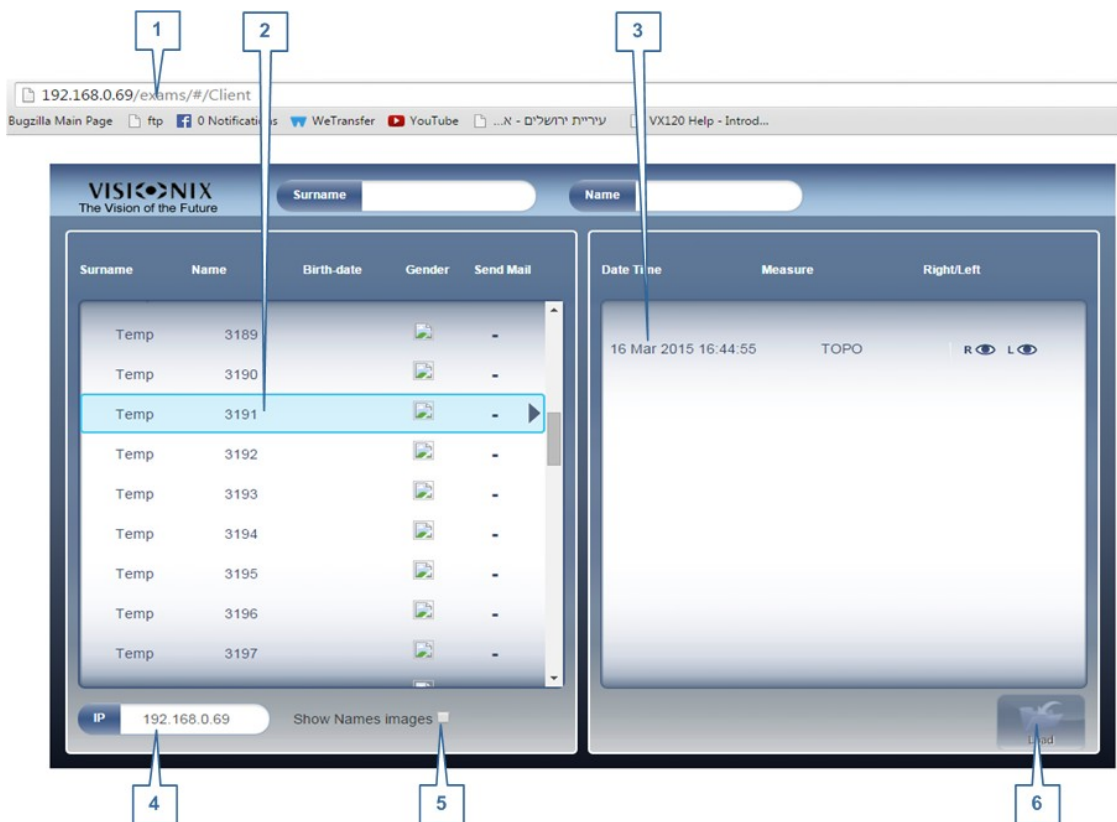 1 2 3
192.168.0.69/exams/#/Client
Bugzilla Main Page ftp 0 Notifications WeTransfer YouTube עיריית ירושלים - א... VX120 Help - Introd...
VISIONIX Surname Name
The Vision of the Future
Surname Name Birth-date Gender Send Mail Date Time Measure Right/Left
Temp 3189 -
16 Mar 2015 16:44:55 TOPO R L
Temp 3190 -
Temp 3191 -
Temp 3192 -
Temp 3193 -
Temp 3194 -
Temp 3195 -
Temp 3196 -
Temp 3197 -
IP 192.168.0.69 Show Names images
Load
4 5 6